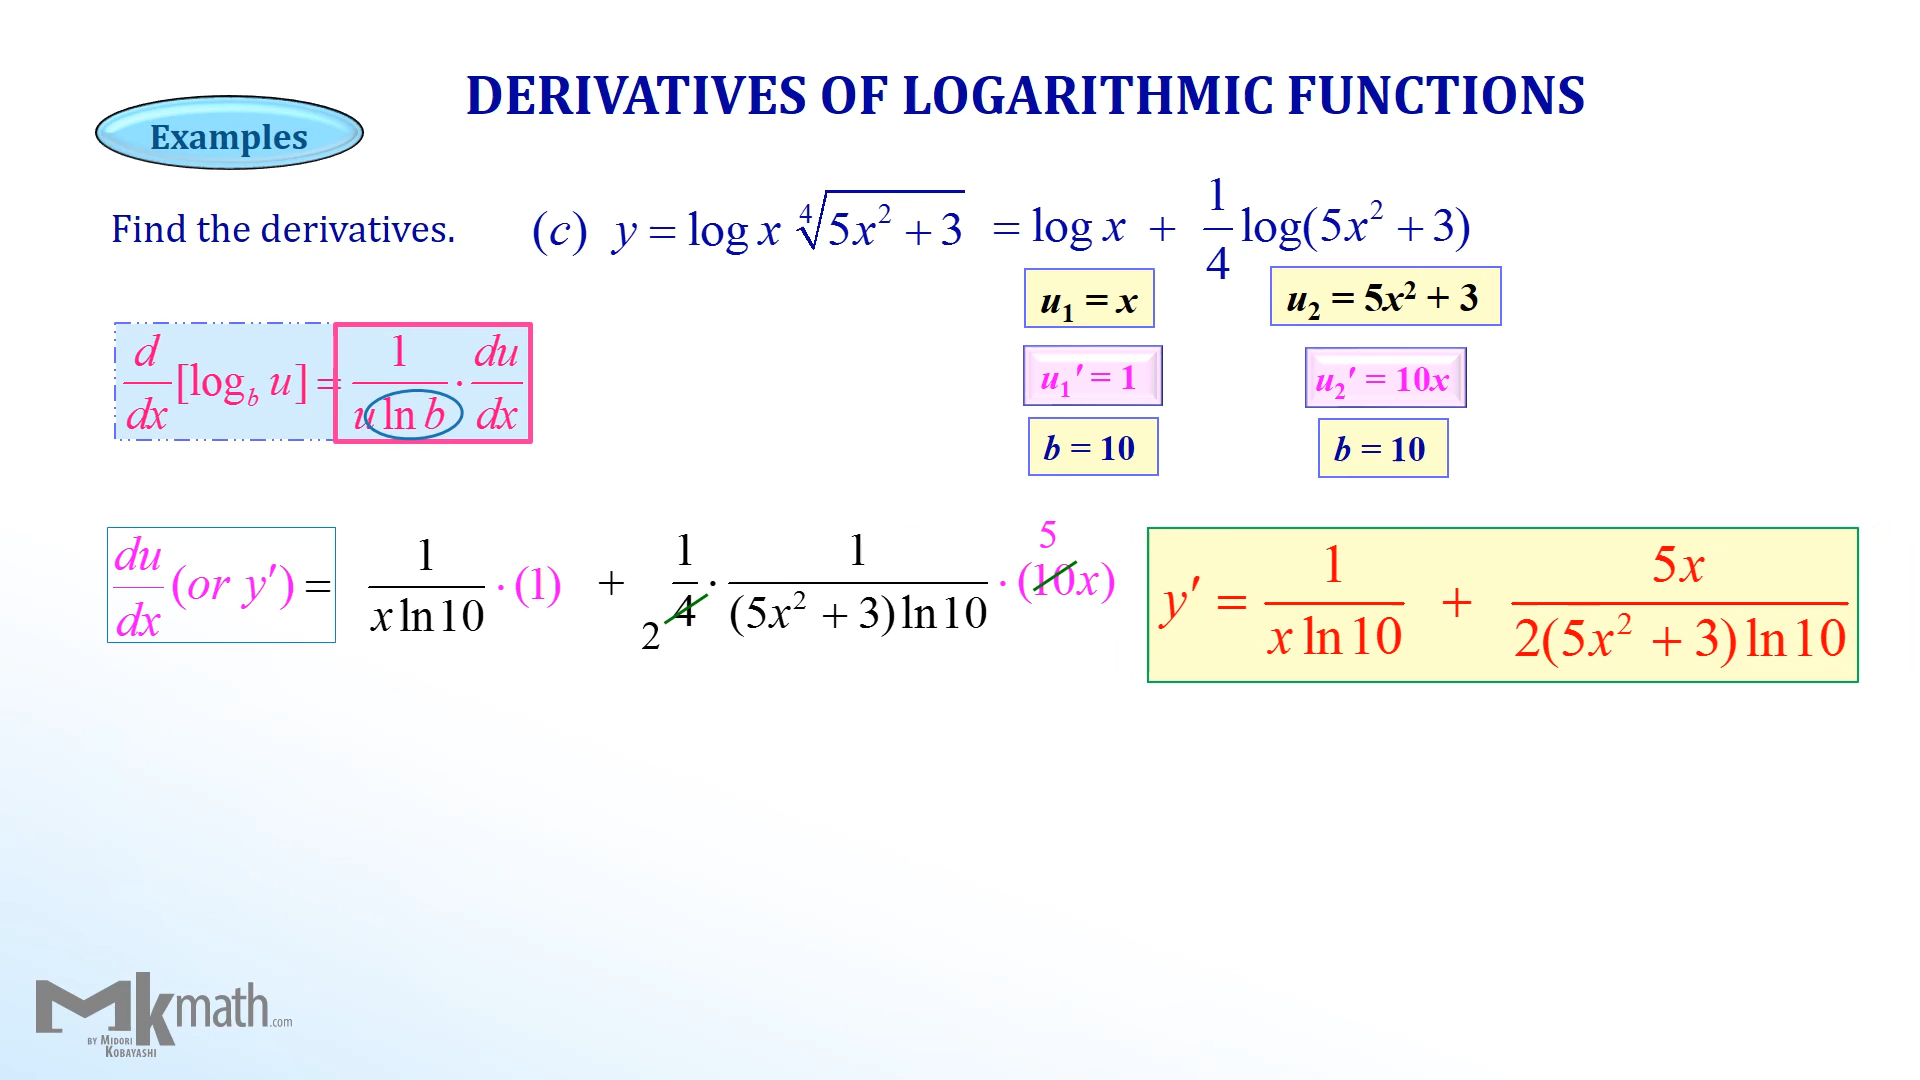 DERIVATIVES OF LOGARITHMIC FUNCTIONS
Examples
Find the derivatives. (c) y = log x ∜(5x² + 3) = log x + 1/4 log(5x² + 3)
u₁ = x u₂ = 5x² + 3
d/dx [log_b u] = 1/(u ln b) · du/dx
u₁′ = 1 u₂′ = 10x
b = 10 b = 10
du/dx (or y′) = 1/(x ln 10) · (1) + 1/4 · 1/((5x² + 3) ln 10) · (10x) 2 5
y′ = 1/(x ln 10) + 5x/(2(5x² + 3) ln 10)
Mkmath.com
BY MIDORI
KOBAYASHI